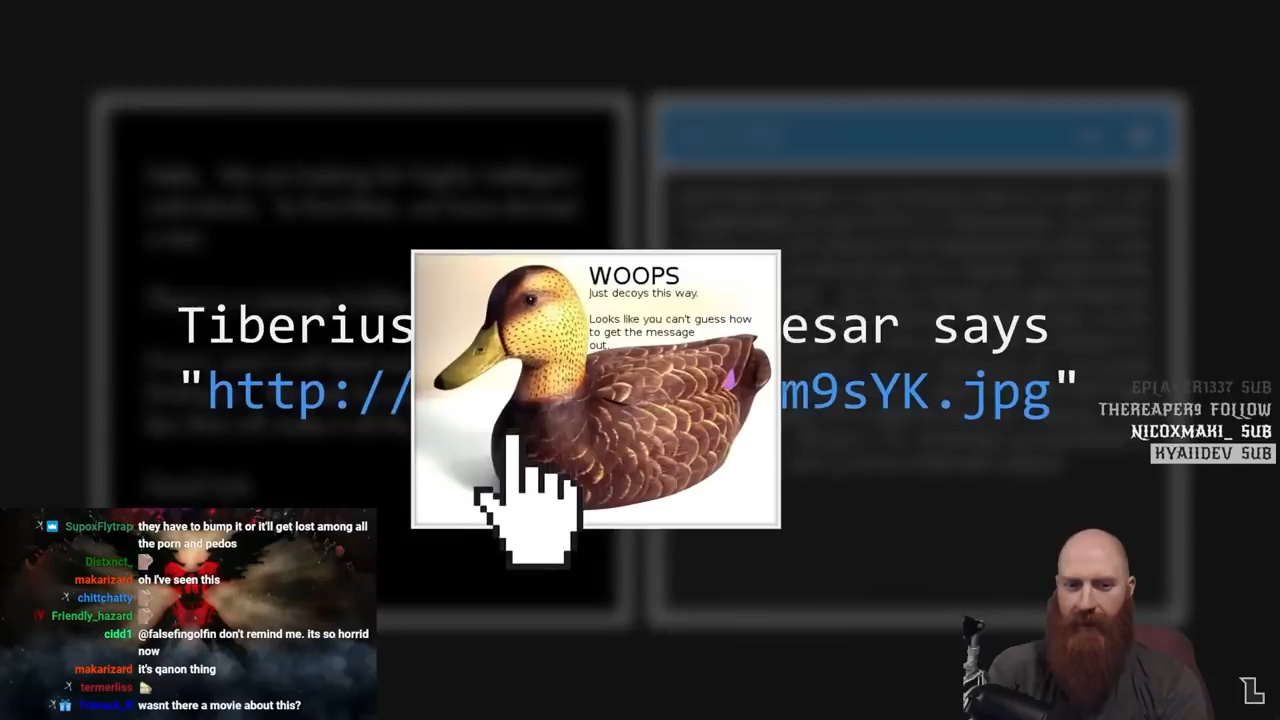 WOOPS
Just decoys this way.
Looks like you can't guess how
to get the message
out.
Tiberius esar says
"http:// m9sYK.jpg"
EPLAYER1337 SUB
THEREAPER9 FOLLOW
NICOXMAKI_ SUB
KYAIIDEV SUB
SupoxFlytrap they have to bump it or it'll get lost among all
the porn and pedos
Distxnct_
makarizard oh i've seen this
chittchatty
Friendly_hazard
cidd1 @falsefingolfin don't remind me. its so horrid
now
makarizard it's qanon thing
termerliss
wasnt there a movie about this?